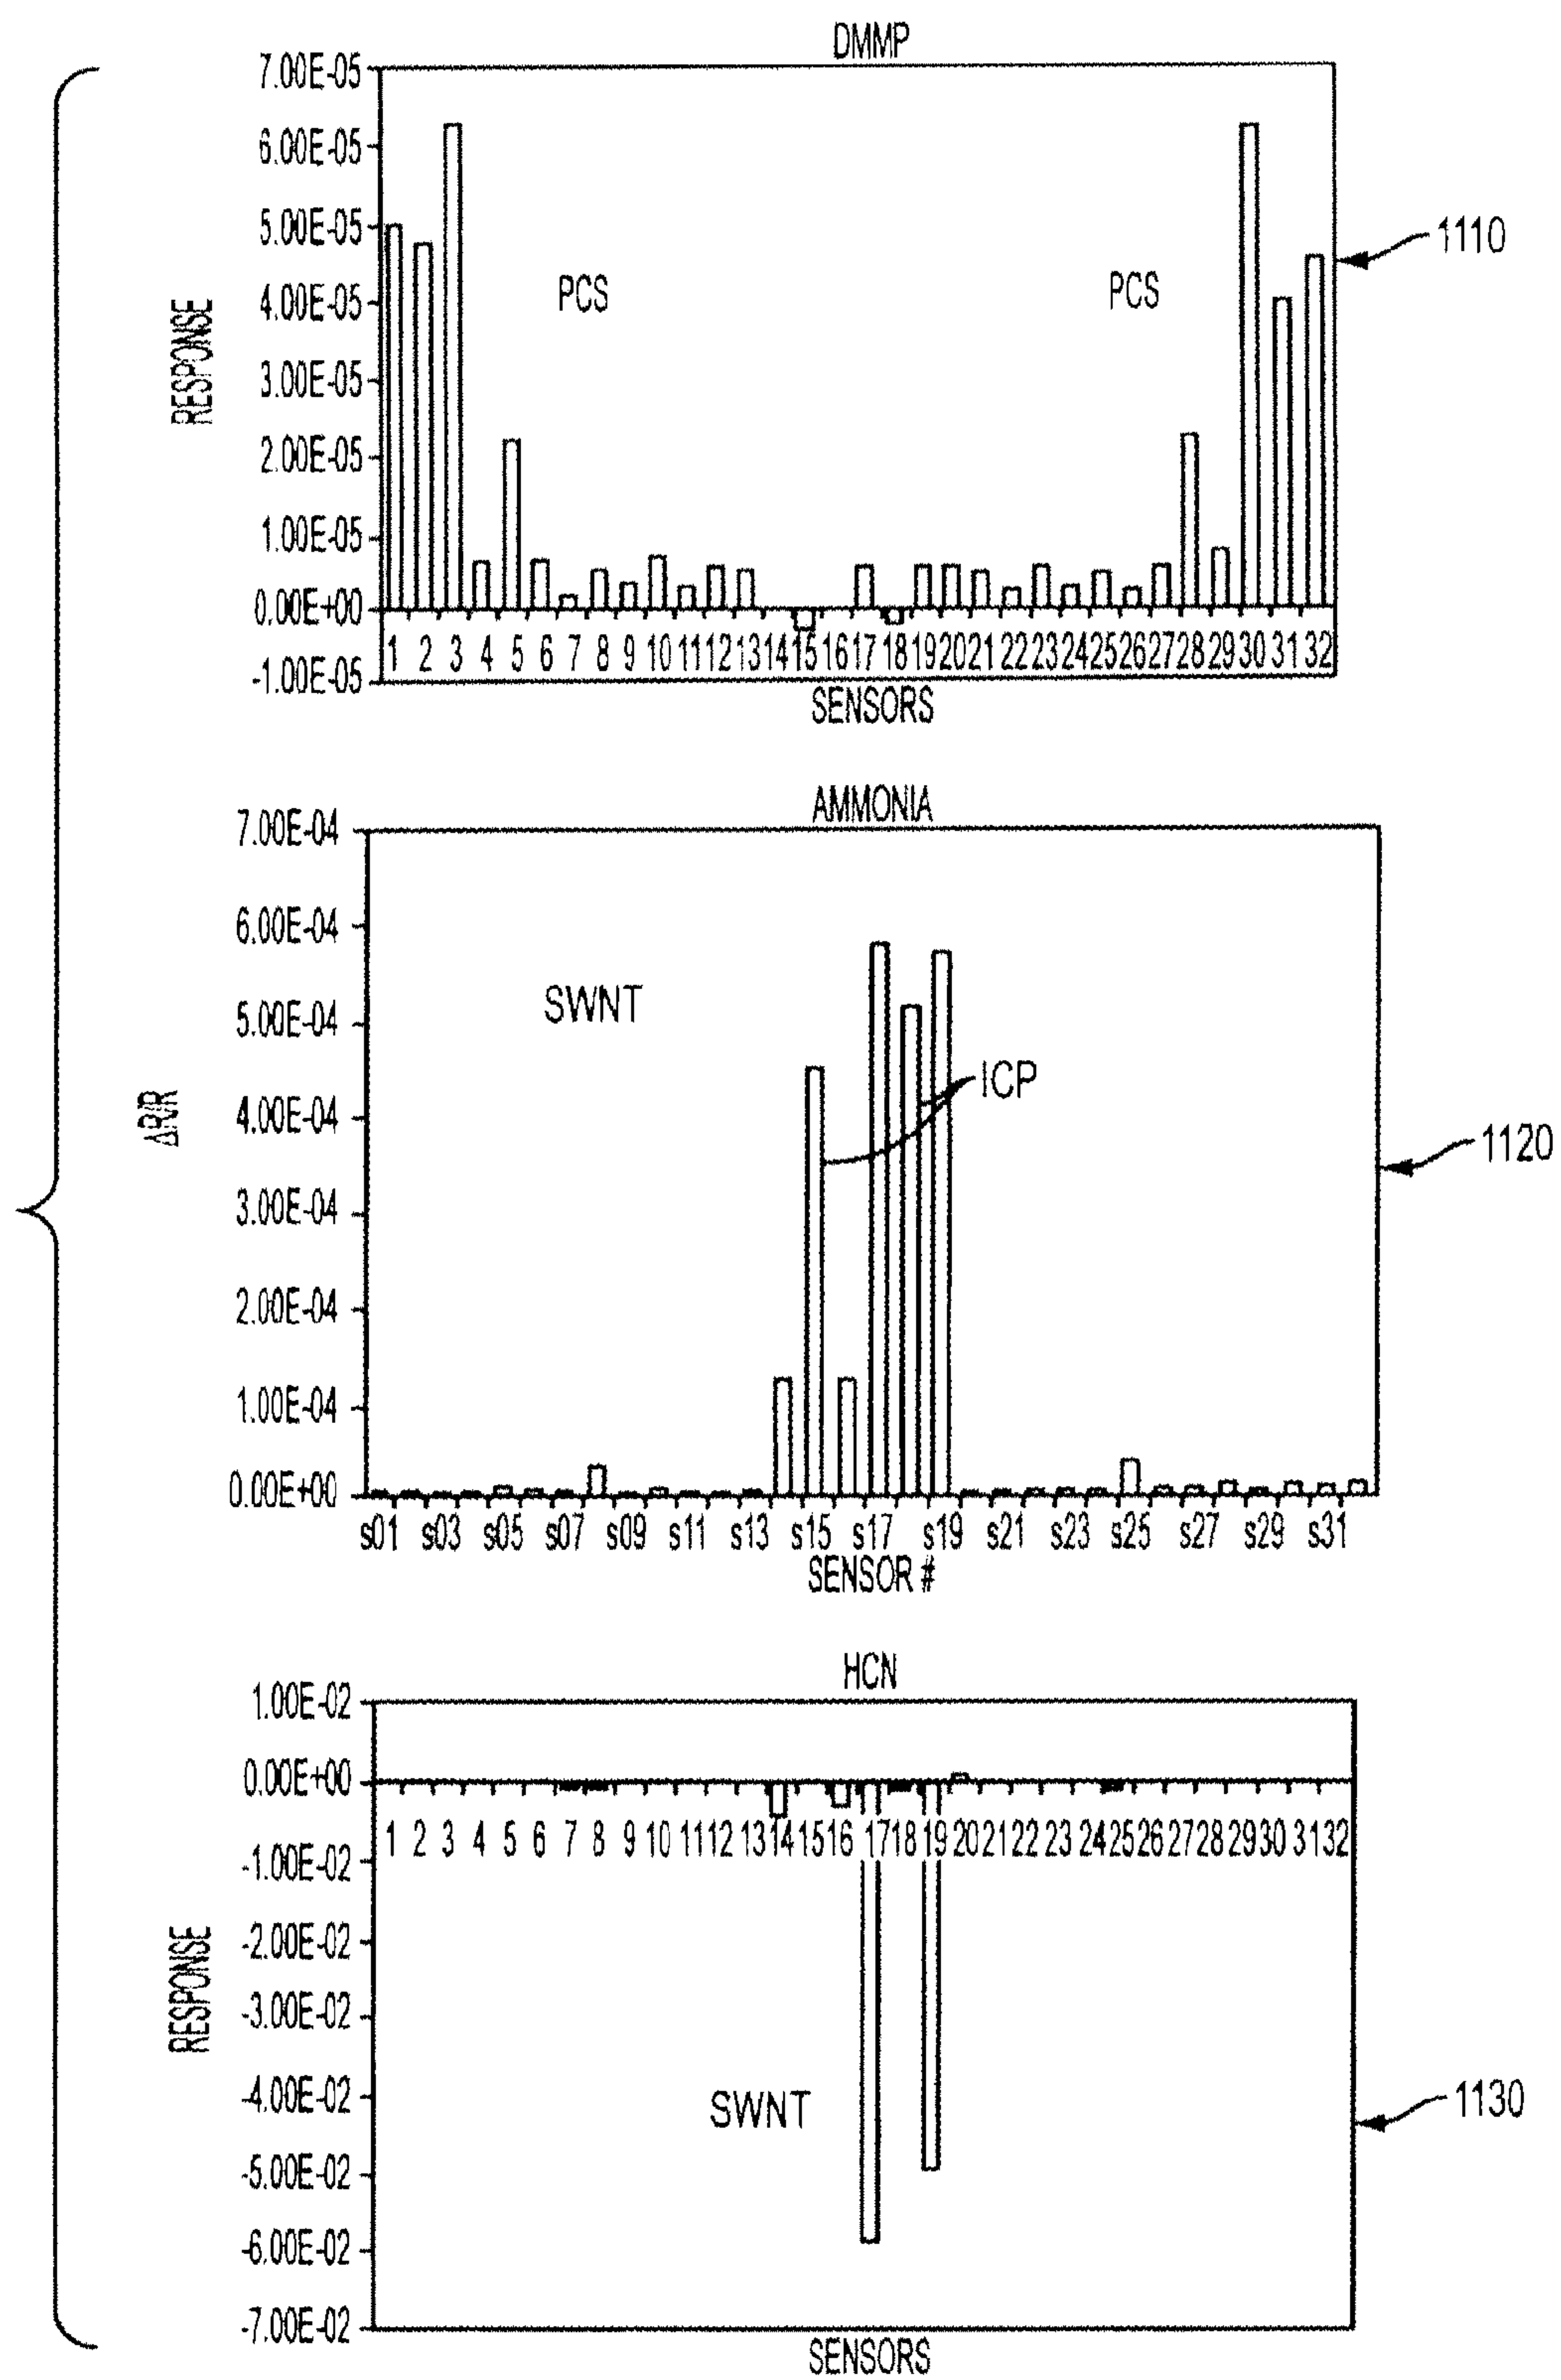 DMMP
7.00E-05
6.00E-05
5.00E-05
4.00E-05
3.00E-05
2.00E-05
1.00E-05
0.00E+00
-1.00E-05
RESPONSE
PCS
PCS
1110
1 2 3 4 5 6 7 8 9 10 11 12 13 14 15 16 17 18 19 20 21 22 23 24 25 26 27 28 29 30 31 32
SENSORS
AMMONIA
7.00E-04
6.00E-04
5.00E-04
4.00E-04
3.00E-04
2.00E-04
1.00E-04
0.00E+00
ΔR/R
SWNT
ICP
1120
s01 s03 s05 s07 s09 s11 s13 s15 s17 s19 s21 s23 s25 s27 s29 s31
SENSOR #
HCN
1.00E-02
0.00E+00
-1.00E-02
-2.00E-02
-3.00E-02
-4.00E-02
-5.00E-02
-6.00E-02
-7.00E-02
RESPONSE
1 2 3 4 5 6 7 8 9 10 11 12 13 14 15 16 17 18 19 20 21 22 23 24 25 26 27 28 29 30 31 32
SWNT
1130
SENSORS